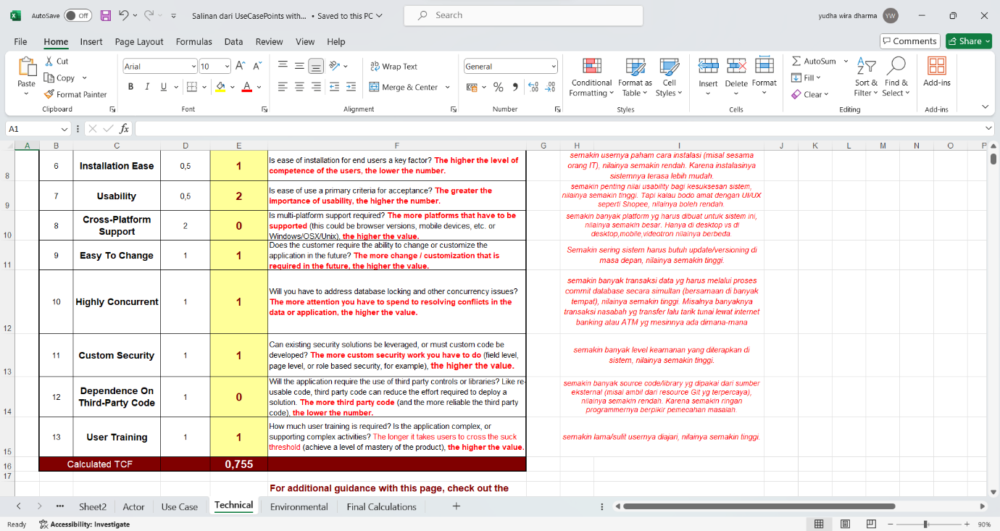 AutoSave Off Salinan dari UseCasePoints with... • Saved to this PC Search yudha wira dharma YW
File Home Insert Page Layout Formulas Data Review View Help Comments Share
Paste Cut Copy Format Painter Clipboard
Arial 10 A A B I U A Font
Wrap Text Merge & Center Alignment
General % 9 Number
Conditional Formatting Format as Table Cell Styles Styles
Insert Delete Format Cells
AutoSum Fill Clear Sort & Filter Find & Select Editing
Add-ins Add-ins
A1 fx
A B C D E F G H I J K L M N O P
8 6 Installation Ease 0,5 1
Is ease of installation for end users a key factor? The higher the level of
competence of the users, the lower the number.
semakin usernya paham cara instalasi (misal sesama
orang IT), nilainya semakin rendah. Karena instalasinya
sistemnya terasa lebih mudah.
9 7 Usability 0,5 2
Is ease of use a primary criteria for acceptance? The greater the
importance of usability, the higher the number.
semakin penting nilai usability bagi kesuksesan sistem,
nilainya semakin tinggi. Tapi kalau bodo amat dengan UI/UX
seperti Shopee, nilainya boleh rendah.
10 8 Cross-Platform
Support 2 0
Is multi-platform support required? The more platforms that have to be
supported (this could be browser versions, mobile devices, etc. or
Windows/OSX/Unix), the higher the value.
semakin banyak platform yg harus dibuat untuk sistem ini,
nilainya semakin besar. Hanya di desktop vs di
desktop,mobile,videotron nilainya berbeda.
11 9 Easy To Change 1 1
Does the customer require the ability to change or customize the
application in the future? The more change / customization that is
required in the future, the higher the value.
Semakin sering sistem harus butuh update/versioning di
masa depan, nilainya semakin tinggi.
12 10 Highly Concurrent 1 1
Will you have to address database locking and other concurrency issues?
The more attention you have to spend to resolving conflicts in the
data or application, the higher the value.
semakin banyak transaksi data yg harus melalui proses
commit database secara simultan (bersamaan di banyak
tempat), nilainya semakin tinggi. Misalnya banyaknya
transaksi nasabah yg transfer lalu tarik tunai lewat internet
banking atau ATM yg mesinnya ada dimana-mana
13 11 Custom Security 1 1
Can existing security solutions be leveraged, or must custom code be
developed? The more custom security work you have to do (field level,
page level, or role based security, for example), the higher the value.
semakin banyak level keamanan yang diterapkan di
sistem, nilainya semakin tinggi.
14 12 Dependence On
Third-Party Code 1 0
Will the application require the use of third party controls or libraries? Like re-
usable code, third party code can reduce the effort required to deploy a
solution. The more third party code (and the more reliable the third party
code), the lower the number.
semakin banyak source code/library yg dipakai dari sumber
eksternal (misal ambil dari resource Git yg terpercaya),
nilainya semakin rendah. Karena semakin ringan
programmernya berpikir pemecahan masalah.
15 13 User Training 1 1
How much user training is required? Is the application complex, or
supporting complex activities? The longer it takes users to cross the suck
threshold (achieve a level of mastery of the product), the higher the value.
semakin lama/sulit usernya diajari, nilainya semakin tinggi.
16 Calculated TCF 0,755
17
For additional guidance with this page, check out the
... Sheet2 Actor Use Case Technical Environmental Final Calculations +
Ready Accessibility: Investigate 90%